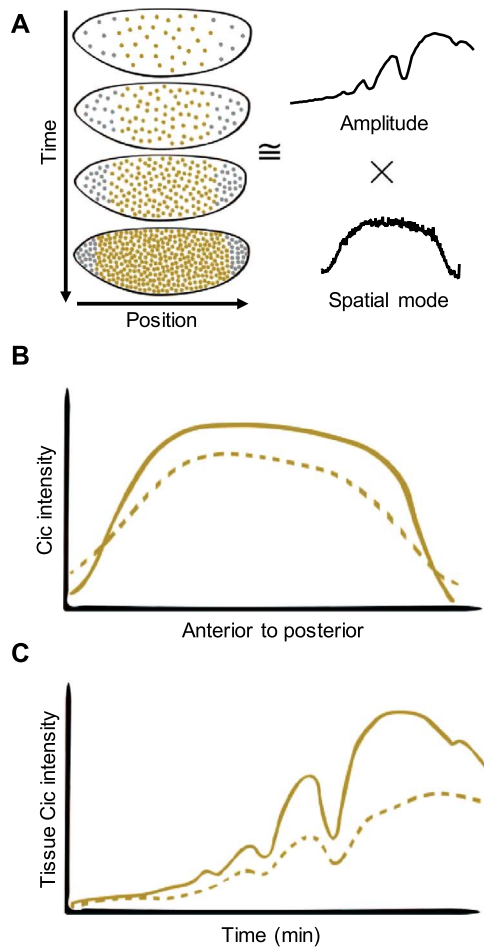 A
Time
Position
≅
Amplitude
×
Spatial mode
B
Cic intensity
Anterior to posterior
C
Tissue Cic intensity
Time (min)